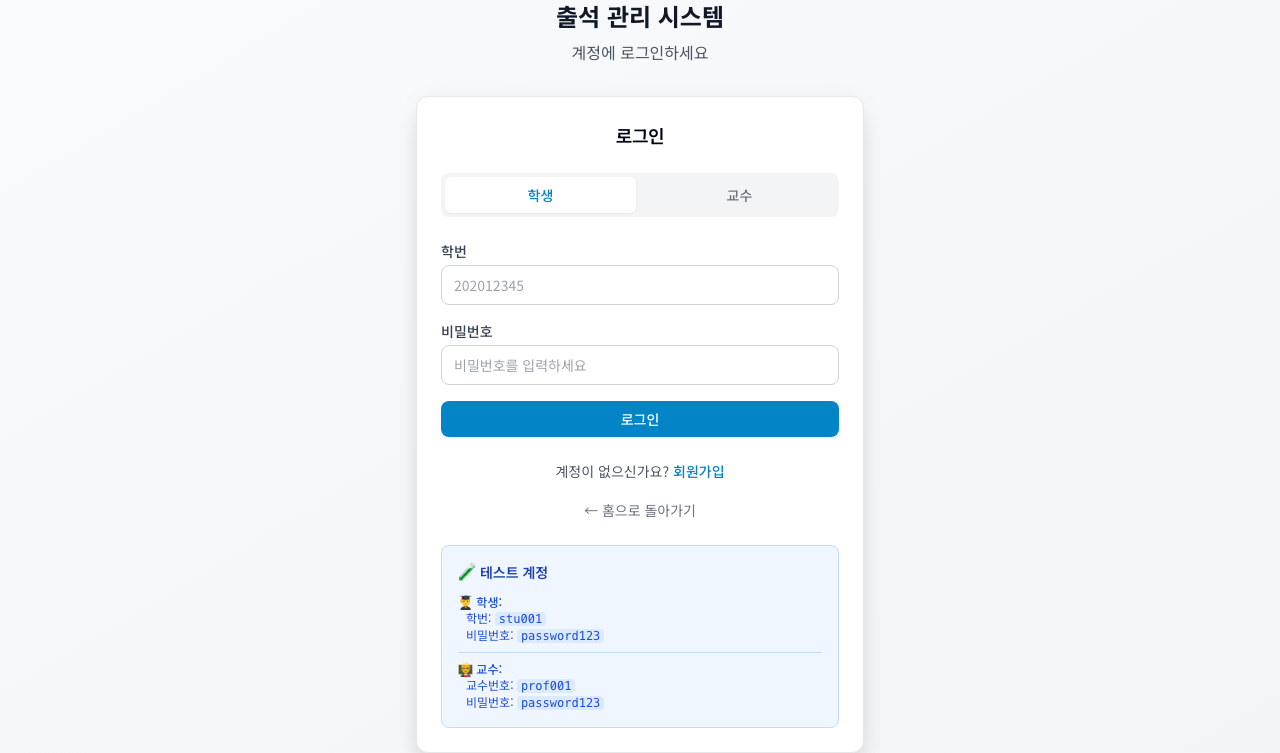 출석 관리 시스템
계정에 로그인하세요
로그인
학생
교수
학번
202012345
비밀번호
비밀번호를 입력하세요
로그인
계정이 없으신가요? 회원가입
← 홈으로 돌아가기
🧪 테스트 계정
👨‍🎓 학생:
학번: stu001
비밀번호: password123
👨‍🏫 교수:
교수번호: prof001
비밀번호: password123